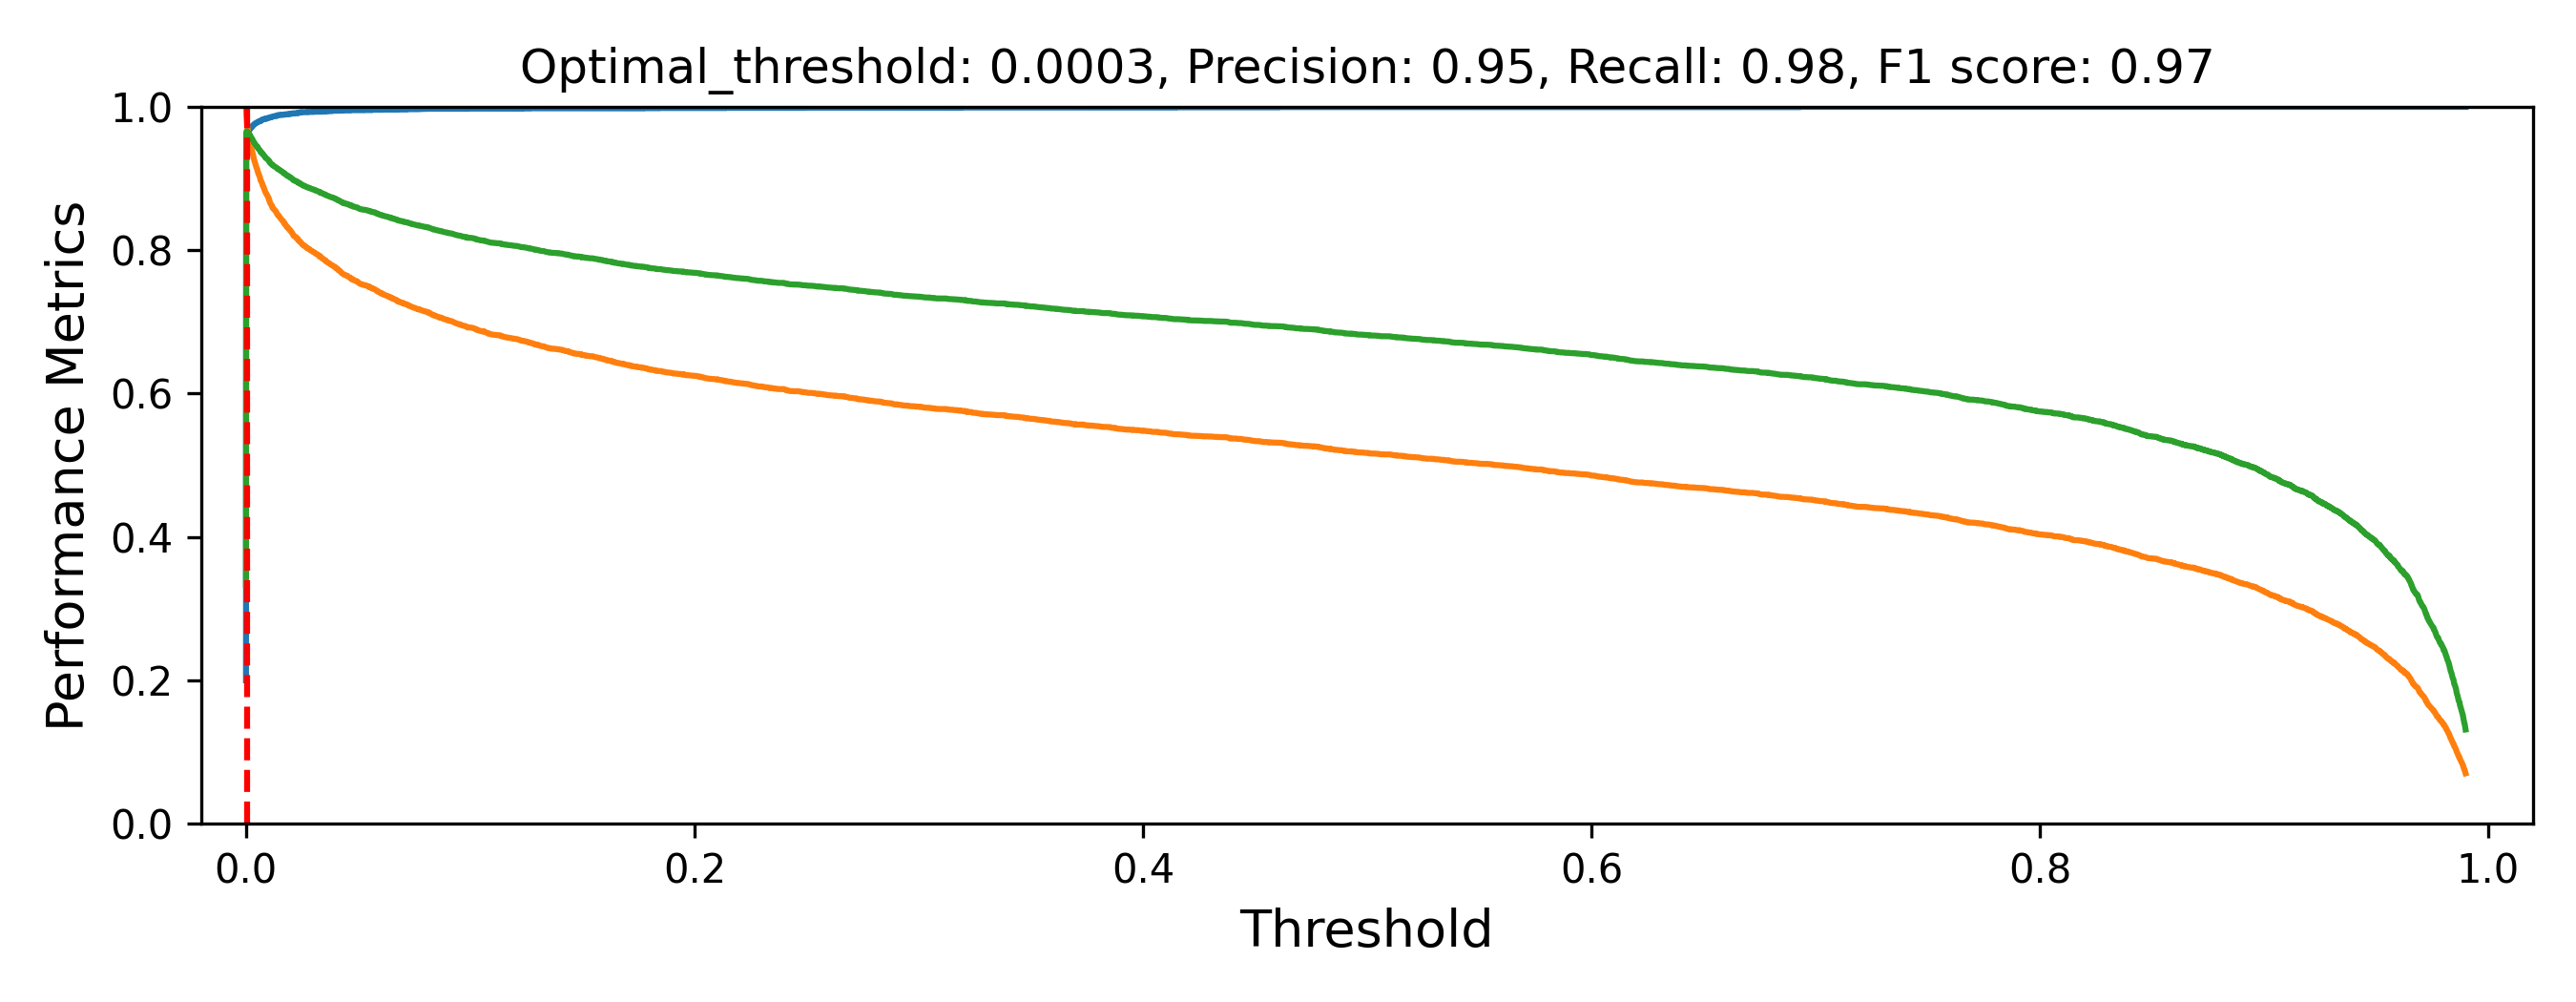 Optimal_threshold: 0.0003, Precision: 0.95, Recall: 0.98, F1 score: 0.97
Performance Metrics
1.0
0.8
0.6
0.4
0.2
0.0
0.0 0.2 0.4 0.6 0.8 1.0
Threshold